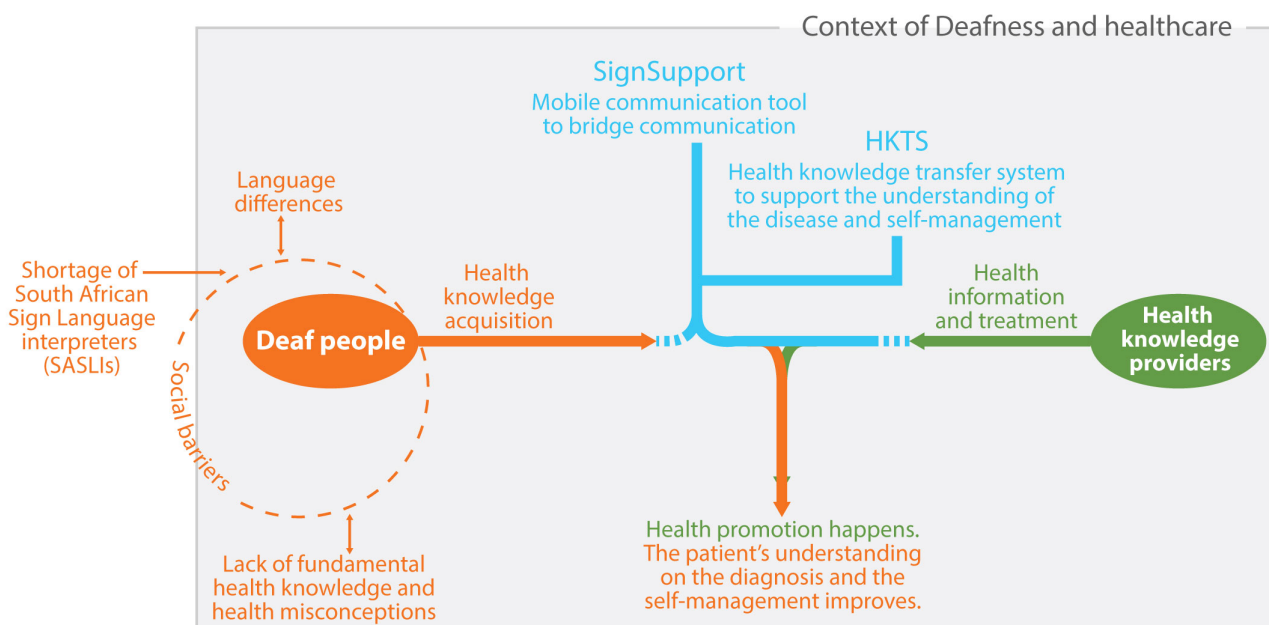 Context of Deafness and healthcare
SignSupport
Mobile communication tool
to bridge communication
HKTS
Health knowledge transfer system
to support the understanding of
the disease and self-management
Language
differences
Shortage of
South African
Sign Language
interpreters
(SASLIs)
Social barriers
Deaf people
Health
knowledge
acquisition
Health
information
and treatment
Health
knowledge
providers
Lack of fundamental
health knowledge and
health misconceptions
Health promotion happens.
The patient's understanding
on the diagnosis and the
self-management improves.